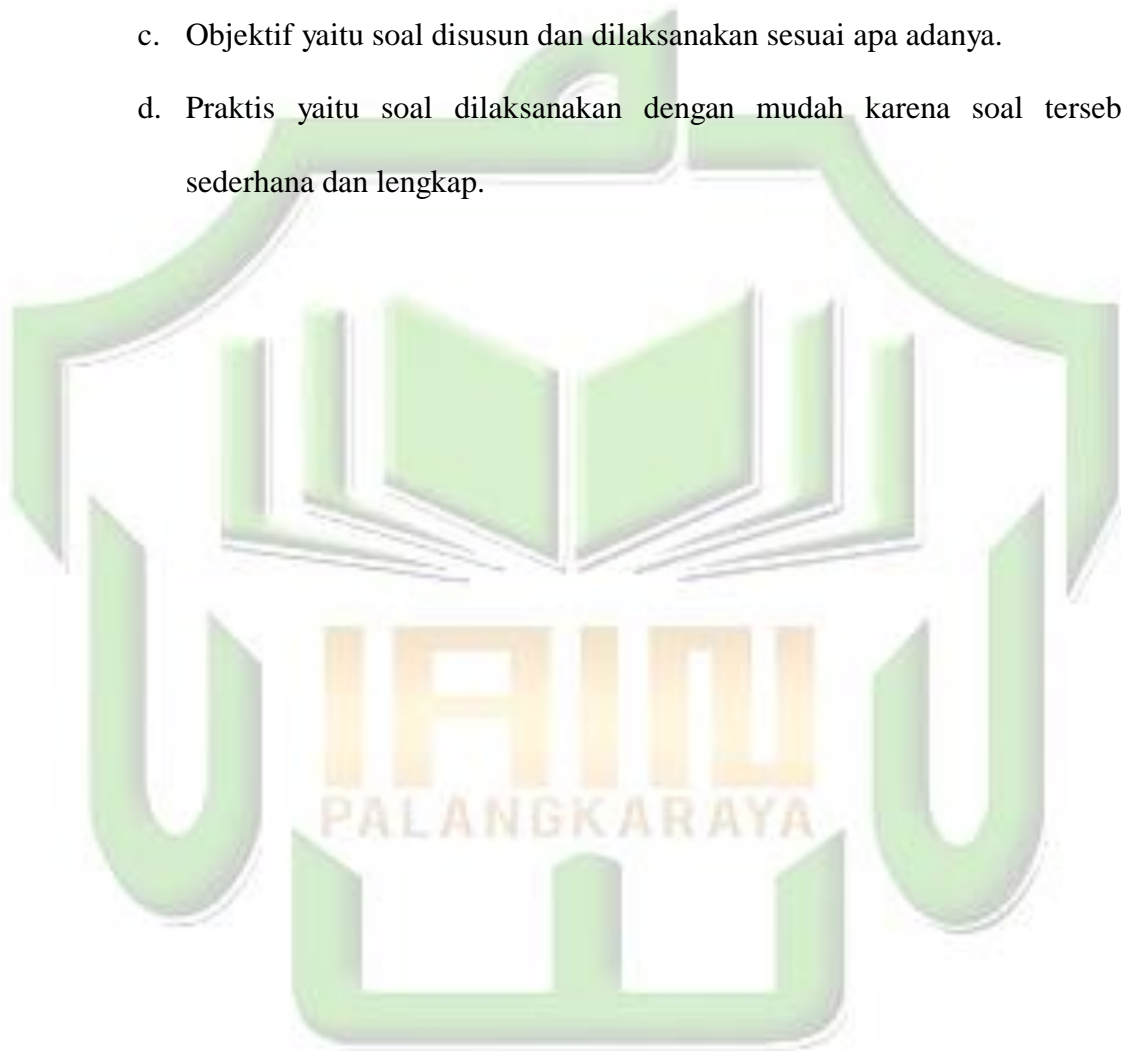 c. Objektif yaitu soal disusun dan dilaksanakan sesuai apa adanya.
d. Praktis yaitu soal dilaksanakan dengan mudah karena soal terseb
sederhana dan lengkap.
IAIN
PALANGKARAYA